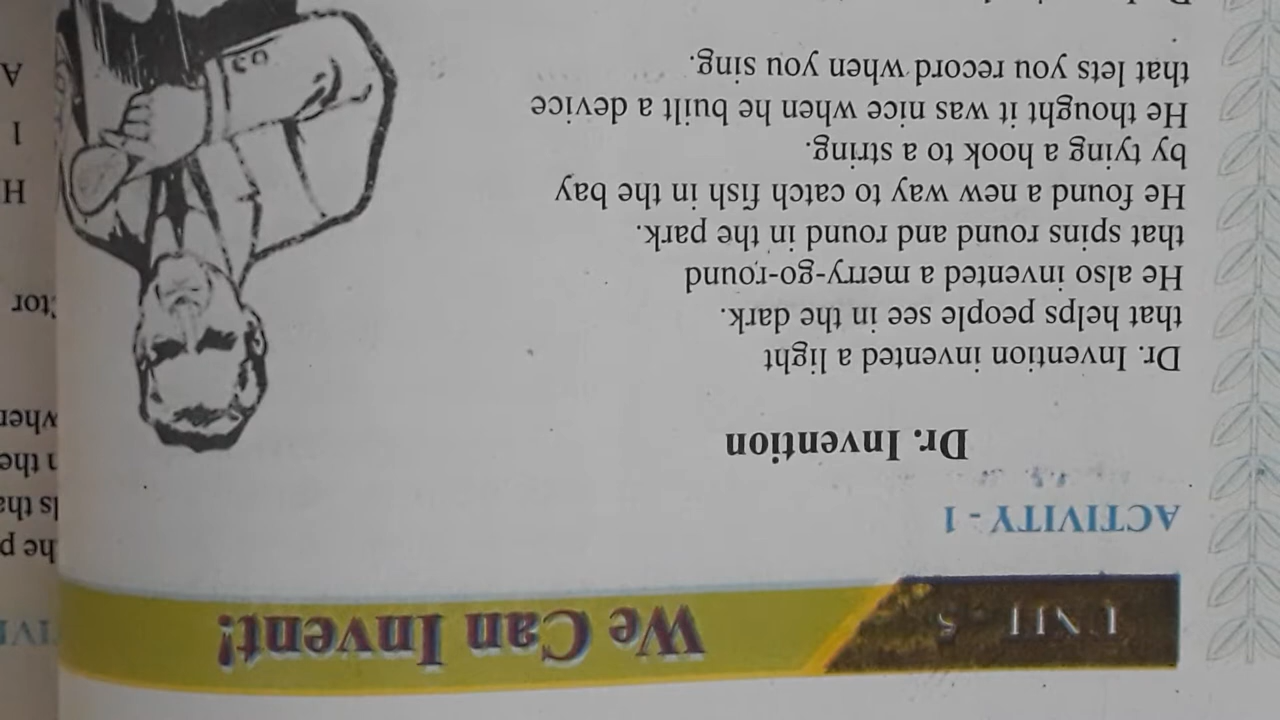 UNIT - 5
We Can Invent!
ACTIVITY - 1
Dr. Invention
Dr. Invention invented a light
that helps people see in the dark.
He also invented a merry-go-round
that spins round and round in the park.
He found a new way to catch fish in the bay
by tying a hook to a string.
He thought it was nice when he built a device
that lets you record when you sing.